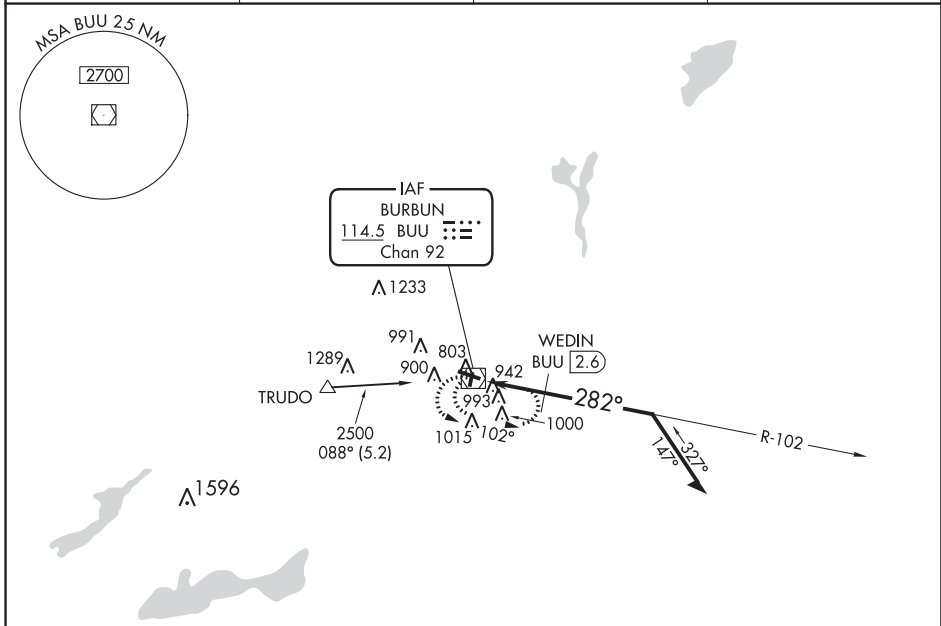 MSA BUU 25 NM
2700
IAF
BURBUN
114.5 BUU
Chan 92
1233
991
803
1289
900
942
WEDIN
BUU 2.6
TRUDO
993
282°
1000
2500
088° (5.2)
1015
102°
R-102
327°
147°
1596